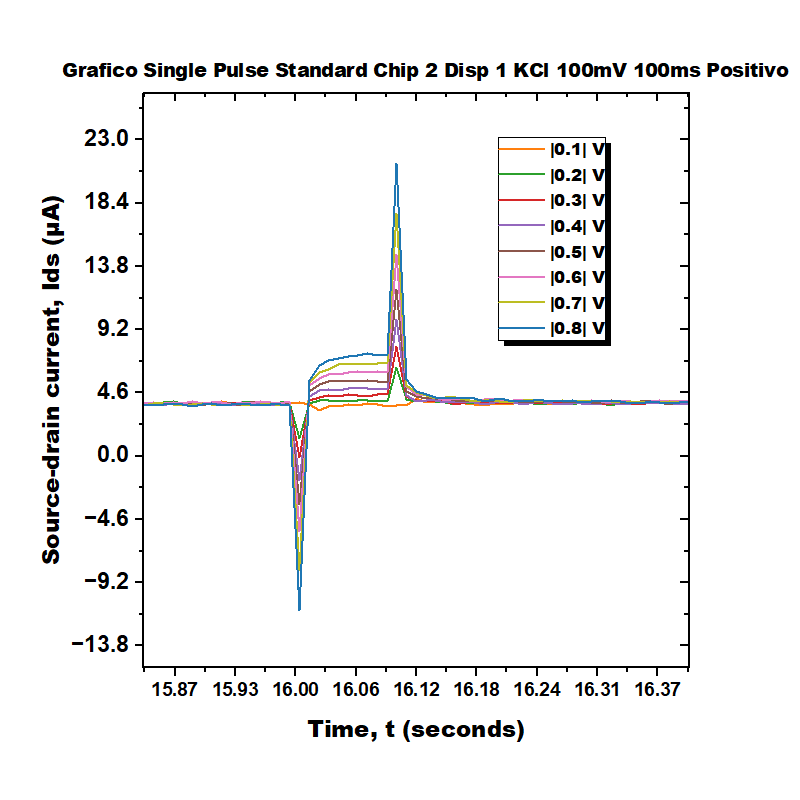 Grafico Single Pulse Standard Chip 2 Disp 1 KCl 100mV 100ms Positivo
23.0
18.4
13.8
9.2
4.6
0.0
−4.6
−9.2
−13.8
Source-drain current, Ids (µA)
|0.1| V
|0.2| V
|0.3| V
|0.4| V
|0.5| V
|0.6| V
|0.7| V
|0.8| V
15.87 15.93 16.00 16.06 16.12 16.18 16.24 16.31 16.37
Time, t (seconds)